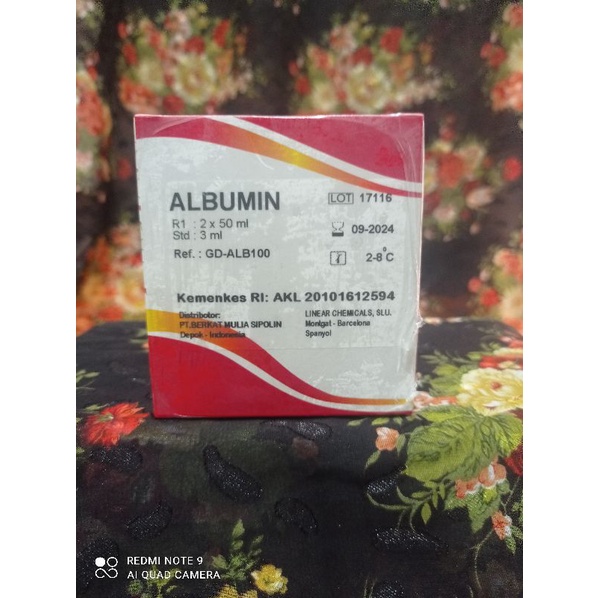 ALBUMIN
R1 : 2 x 50 ml
Std : 3 ml
Ref. : GD-ALB100
LOT 17116
09-2024
2-8°C
Kemenkes RI: AKL 20101612594
Distributor:
PT.BERKAT MULIA SIPOLIN
Depok - Indonesia
LINEAR CHEMICALS, SLU.
Montgat - Barcelona
Spanyol
REDMI NOTE 9
AI QUAD CAMERA